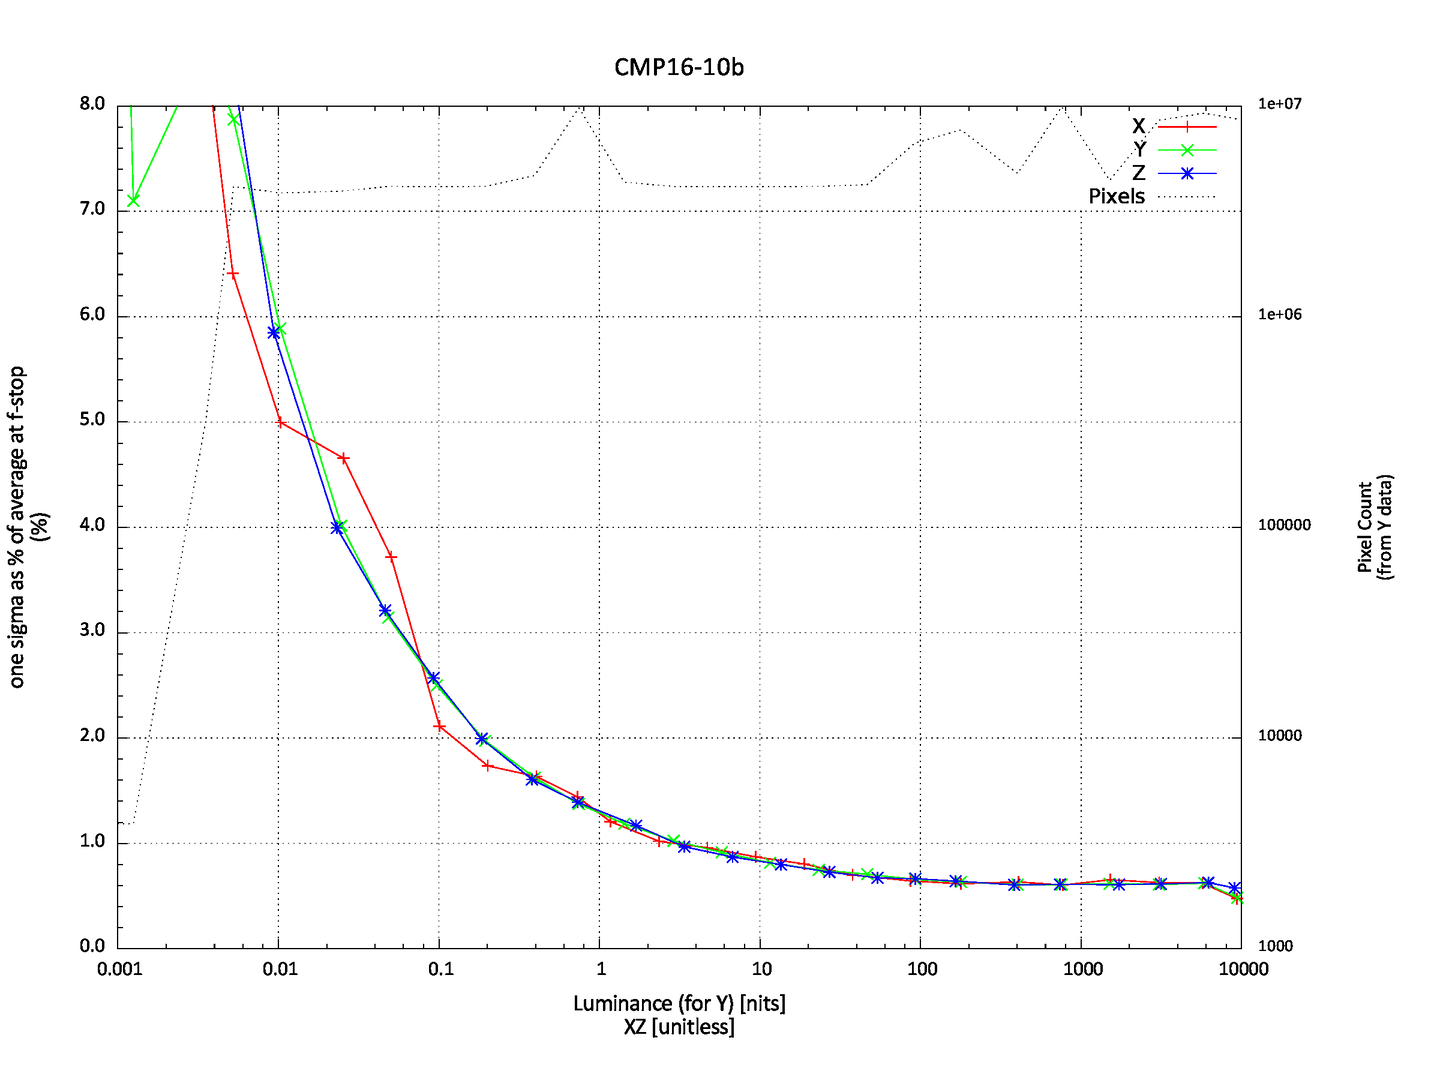 CMP16-10b
8.0
7.0
6.0
5.0
4.0
3.0
2.0
1.0
0.0
one sigma as % of average at f-stop
(%)
X
Y
Z
Pixels
1e+07
1e+06
100000
10000
1000
Pixel Count
(from Y data)
0.001 0.01 0.1 1 10 100 1000 10000
Luminance (for Y) [nits]
XZ [unitless]